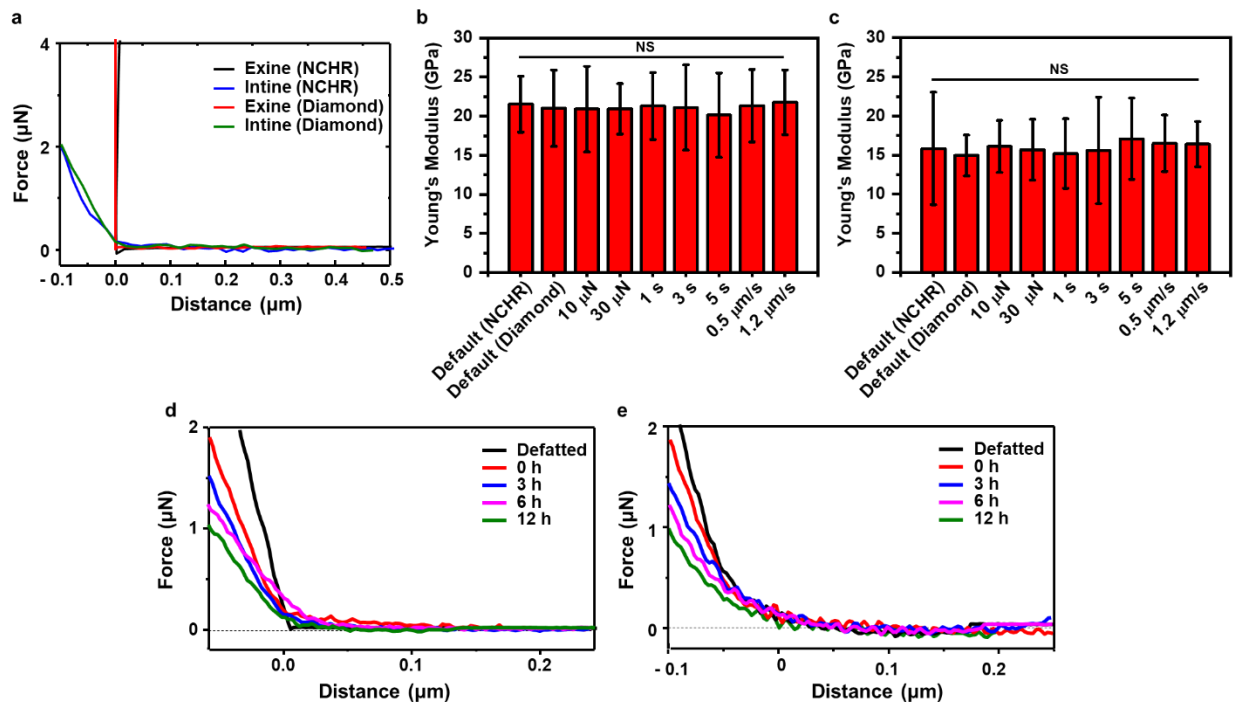 a
4
2
0
Force (µN)
Exine (NCHR)
Intine (NCHR)
Exine (Diamond)
Intine (Diamond)
- 0.1
0.0
0.1
0.2
0.3
0.4
0.5
Distance (µm)
b
30
25
20
15
10
5
0
Young's Modulus (GPa)
NS
Default (NCHR)
Default (Diamond)
10 µN
30 µN
1 s
3 s
5 s
0.5 µm/s
1.2 µm/s
c
30
25
20
15
10
5
0
Young's Modulus (GPa)
NS
Default (NCHR)
Default (Diamond)
10 µN
30 µN
1 s
3 s
5 s
0.5 µm/s
1.2 µm/s
d
2
1
0
Force (µN)
Defatted
0 h
3 h
6 h
12 h
0.0
0.1
0.2
Distance (µm)
e
2
1
0
Force (µN)
Defatted
0 h
3 h
6 h
12 h
- 0.1
0
0.1
0.2
Distance (µm)